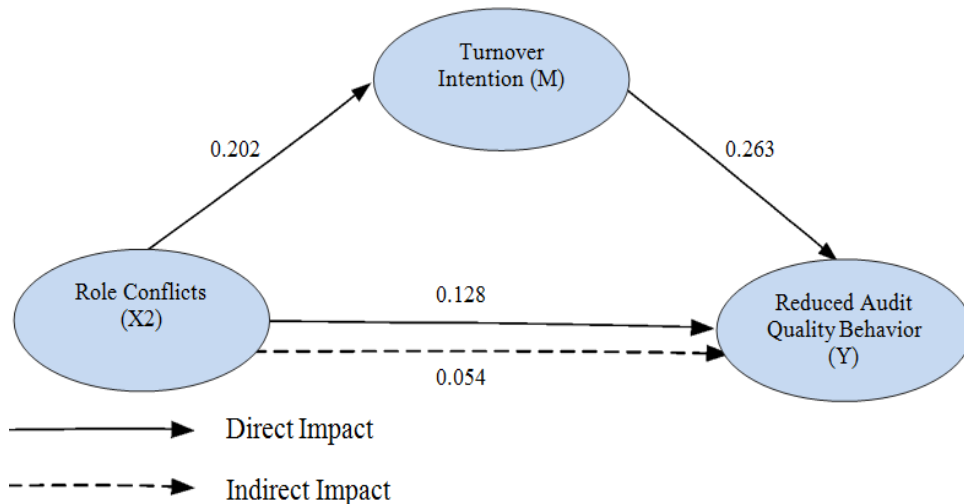 Turnover
Intention (M)
0.202
0.263
Role Conflicts
(X2)
0.128
Reduced Audit
Quality Behavior
(Y)
0.054
Direct Impact
Indirect Impact